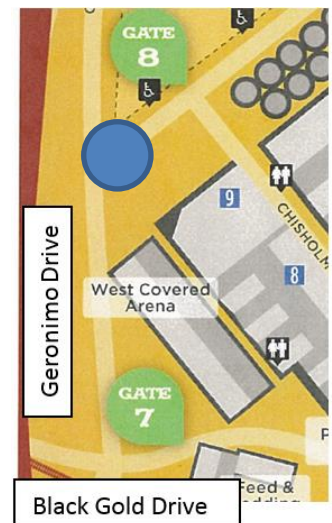 GATE
8
9
CHISHOLM
8
Geronimo Drive
West Covered
Arena
GATE
7
P
Feed &
Black Gold Drive